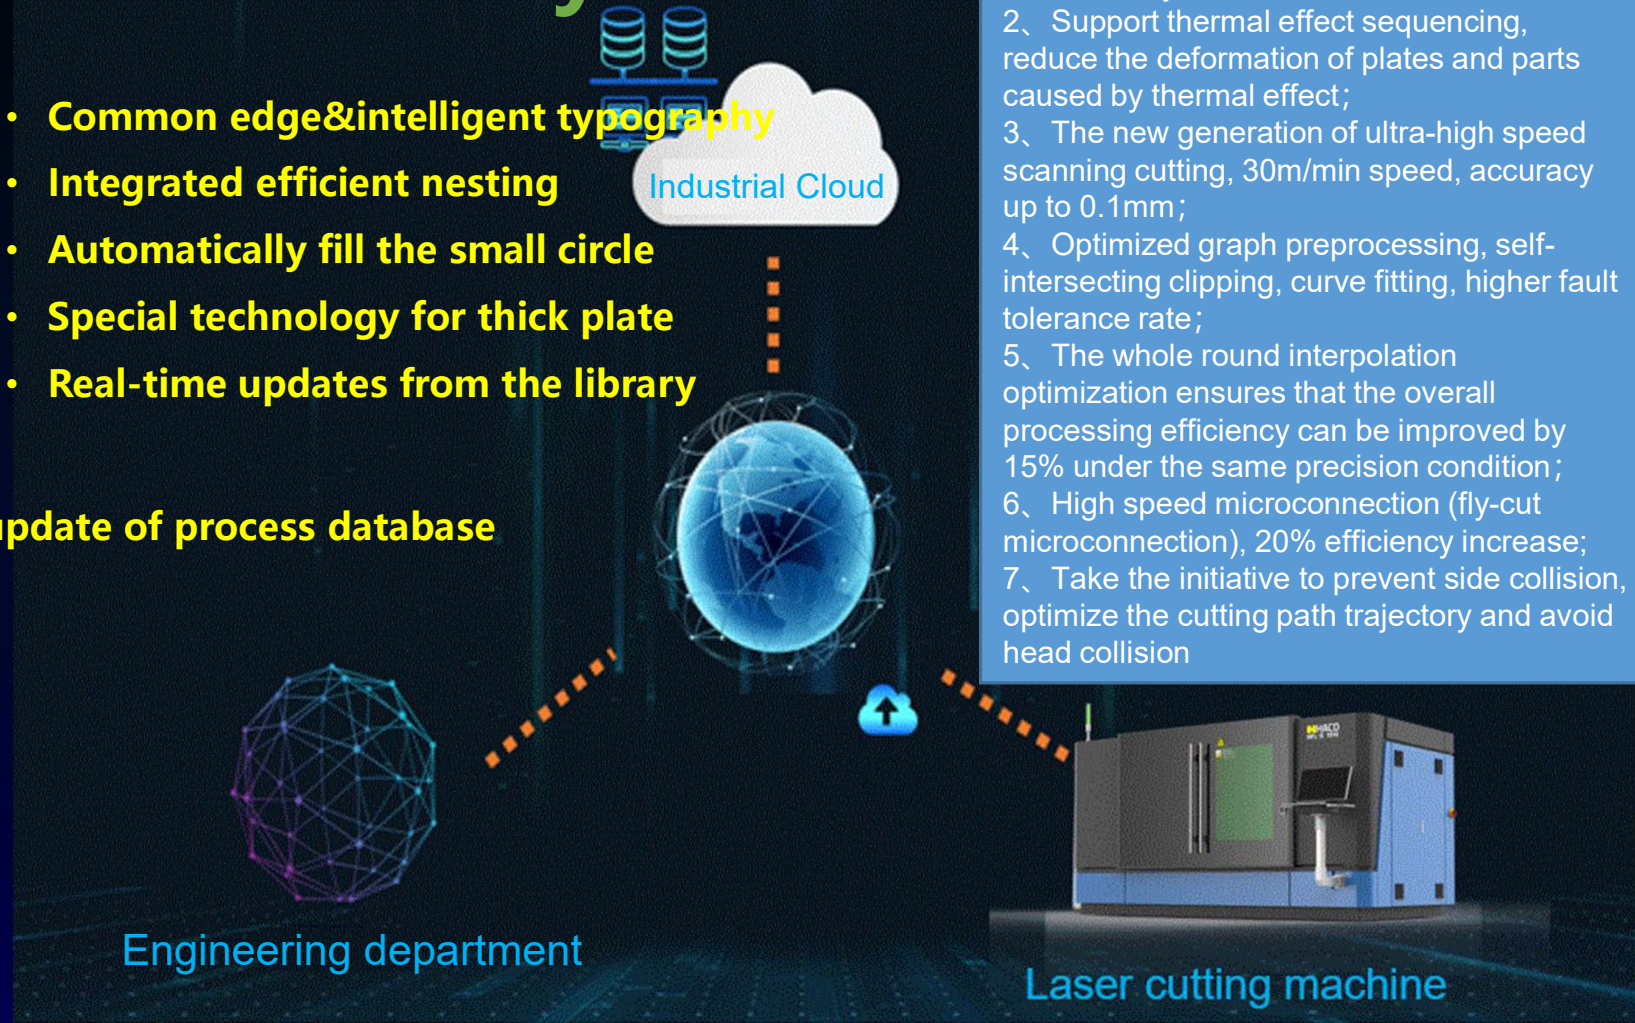 • Common edge&intelligent typography
• Integrated efficient nesting
• Automatically fill the small circle
• Special technology for thick plate
• Real-time updates from the library
update of process database
Industrial Cloud
2、Support thermal effect sequencing,
reduce the deformation of plates and parts
caused by thermal effect；
3、The new generation of ultra-high speed
scanning cutting, 30m/min speed, accuracy
up to 0.1mm；
4、Optimized graph preprocessing, self-
intersecting clipping, curve fitting, higher fault
tolerance rate；
5、The whole round interpolation
optimization ensures that the overall
processing efficiency can be improved by
15% under the same precision condition；
6、High speed microconnection (fly-cut
microconnection), 20% efficiency increase;
7、Take the initiative to prevent side collision,
optimize the cutting path trajectory and avoid
head collision
HACO
Engineering department
Laser cutting machine